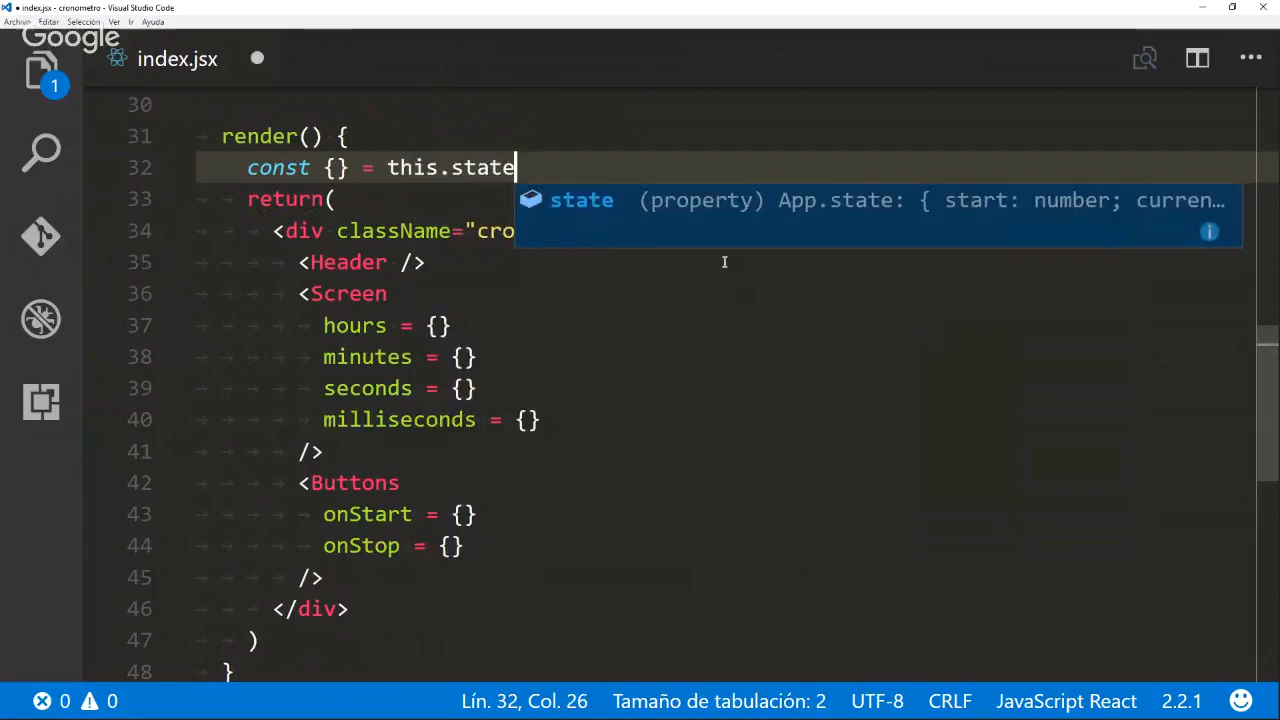 index.jsx - cronometro - Visual Studio Code
Archivo Editar Selección Ver Ir Ayuda
Google
index.jsx
1
30
31 render() {
32 const {} = this.state
33 return(
state (property) App.state: { start: number; curren...
34 <div className="cro
35 <Header />
36 <Screen
37 hours = {}
38 minutes = {}
39 seconds = {}
40 milliseconds = {}
41 />
42 <Buttons
43 onStart = {}
44 onStop = {}
45 />
46 </div>
47 )
48 }
0 0 Lín. 32, Col. 26 Tamaño de tabulación: 2 UTF-8 CRLF JavaScript React 2.2.1